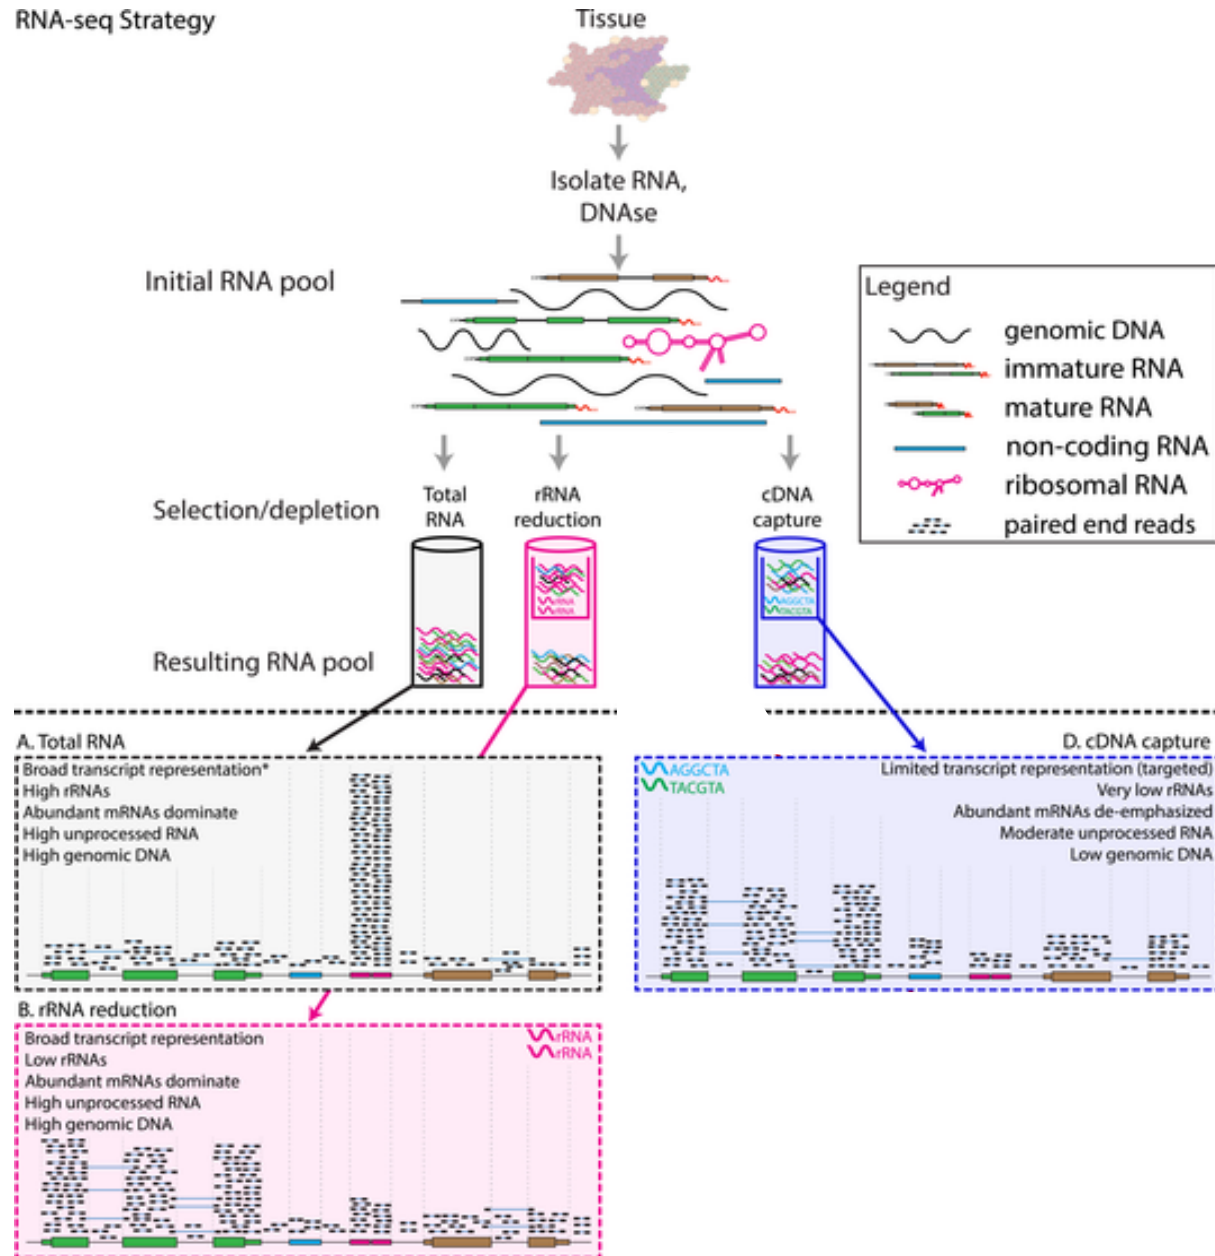 RNA-seq Strategy
Tissue
Isolate RNA,
DNAse
Initial RNA pool
Legend
genomic DNA
immature RNA
mature RNA
non-coding RNA
ribosomal RNA
paired end reads
Selection/depletion
Total
RNA
rRNA
reduction
cDNA
capture
rRNA
rRNA
AGGCTA
TACGTA
Resulting RNA pool
A. Total RNA
Broad transcript representation*
High rRNAs
Abundant mRNAs dominate
High unprocessed RNA
High genomic DNA
D. cDNA capture
AGGCTA
TACGTA
Limited transcript representation (targeted)
Very low rRNAs
Abundant mRNAs de-emphasized
Moderate unprocessed RNA
Low genomic DNA
B. rRNA reduction
Broad transcript representation
Low rRNAs
Abundant mRNAs dominate
High unprocessed RNA
High genomic DNA
rRNA
rRNA